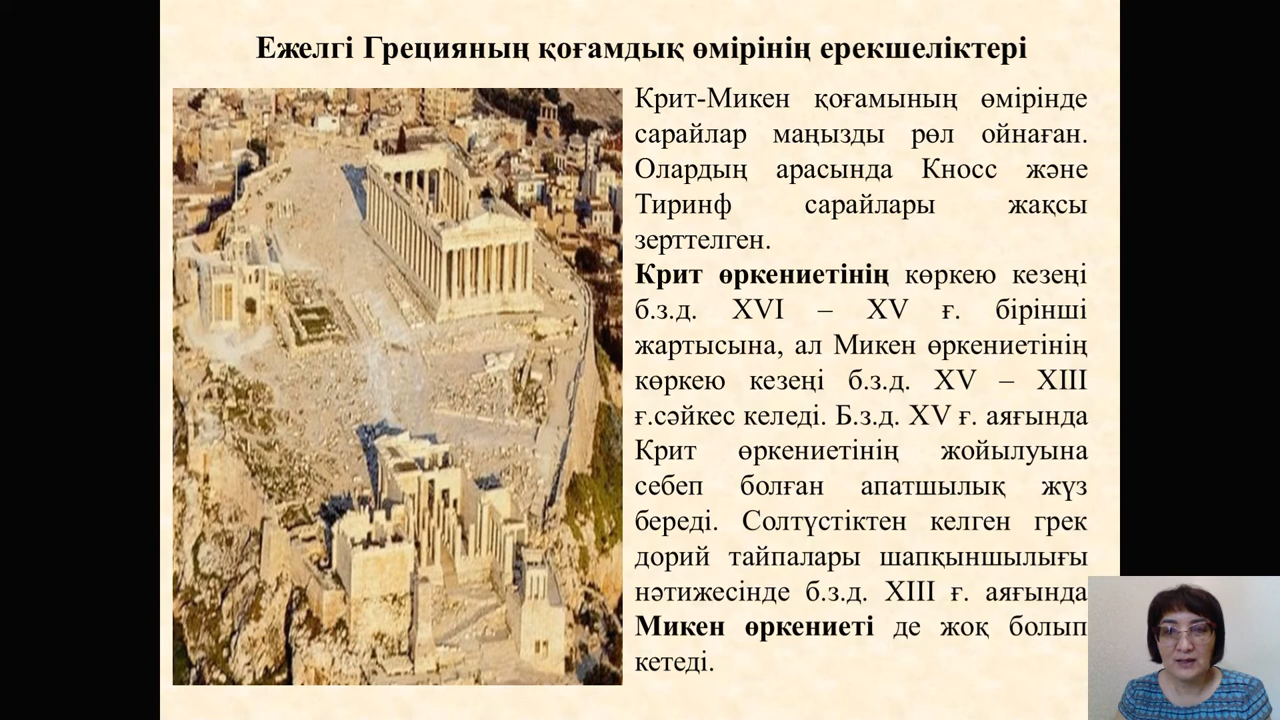 Ежелгі Грецияның қоғамдық өмірінің ерекшеліктері
Крит-Микен қоғамының өмірінде
сарайлар маңызды рөл ойнаған.
Олардың арасында Кносс және
Тиринф сарайлары жақсы
зерттелген.
Крит өркениетінің көркею кезеңі
б.з.д. XVI – XV ғ. бірінші
жартысына, ал Микен өркениетінің
көркею кезеңі б.з.д. XV – XIII
ғ.сәйкес келеді. Б.з.д. XV ғ. аяғында
Крит өркениетінің жойылуына
себеп болған апатшылық жүз
береді. Солтүстіктен келген грек
дорий тайпалары шапқыншылығы
нәтижесінде б.з.д. XIII ғ. аяғында
Микен өркениеті де жоқ болып
кетеді.